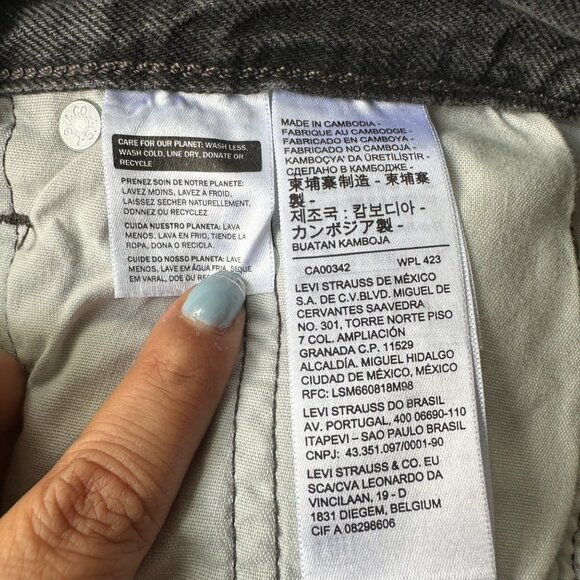 CARE FOR OUR PLANET: WASH LESS,
WASH COLD, LINE DRY, DONATE OR
RECYCLE
PRENEZ SOIN DE NOTRE PLANETE:
LAVEZ MOINS, LAVEZ A FROID,
LAISSEZ SÉCHER NATURELLEMENT,
DONNEZ OU RECYCLEZ
CUIDA NUESTRO PLANETA: LAVA
MENOS, LAVA EN FRIO, TIENDE LA
ROPA, DONA O RECICLA.
CUIDE DO NOSSO PLANETA: LAVE
MENOS, LAVE EM ÁGUA FRIA, SEQUE
EM VARAL, DOE OU
MADE IN CAMBODIA -
FABRIQUE AU CAMBODGE -
FABRICADO EN CAMBOYA -
FABRICADO NO CAMBOJA -
KAMBOÇYA' DA ÜRETİLİŞTİR -
СДЕЛАНО В КАМБОДЖЕ -
柬埔寨制造 - 柬埔寨
製 -
제조국 : 캄보디아 -
カンボジア製 -
BUATAN KAMBOJA
CA00342 WPL 423
LEVI STRAUSS DE MÉXICO
S.A. DE C.V.BLVD. MIGUEL DE
CERVANTES SAAVEDRA
NO. 301, TORRE NORTE PISO
7 COL. AMPLIACIÓN
GRANADA C.P. 11529
ALCALDÍA. MIGUEL HIDALGO
CIUDAD DE MÉXICO, MÉXICO
RFC: LSM660818M98
LEVI STRAUSS DO BRASIL
AV. PORTUGAL, 400 06690-110
ITAPEVI – SAO PAULO BRASIL
CNPJ: 43.351.097/0001-90
LEVI STRAUSS & CO. EU
SCA/CVA LEONARDO DA
VINCILAAN, 19 - D
1831 DIEGEM, BELGIUM
CIF A 08298606